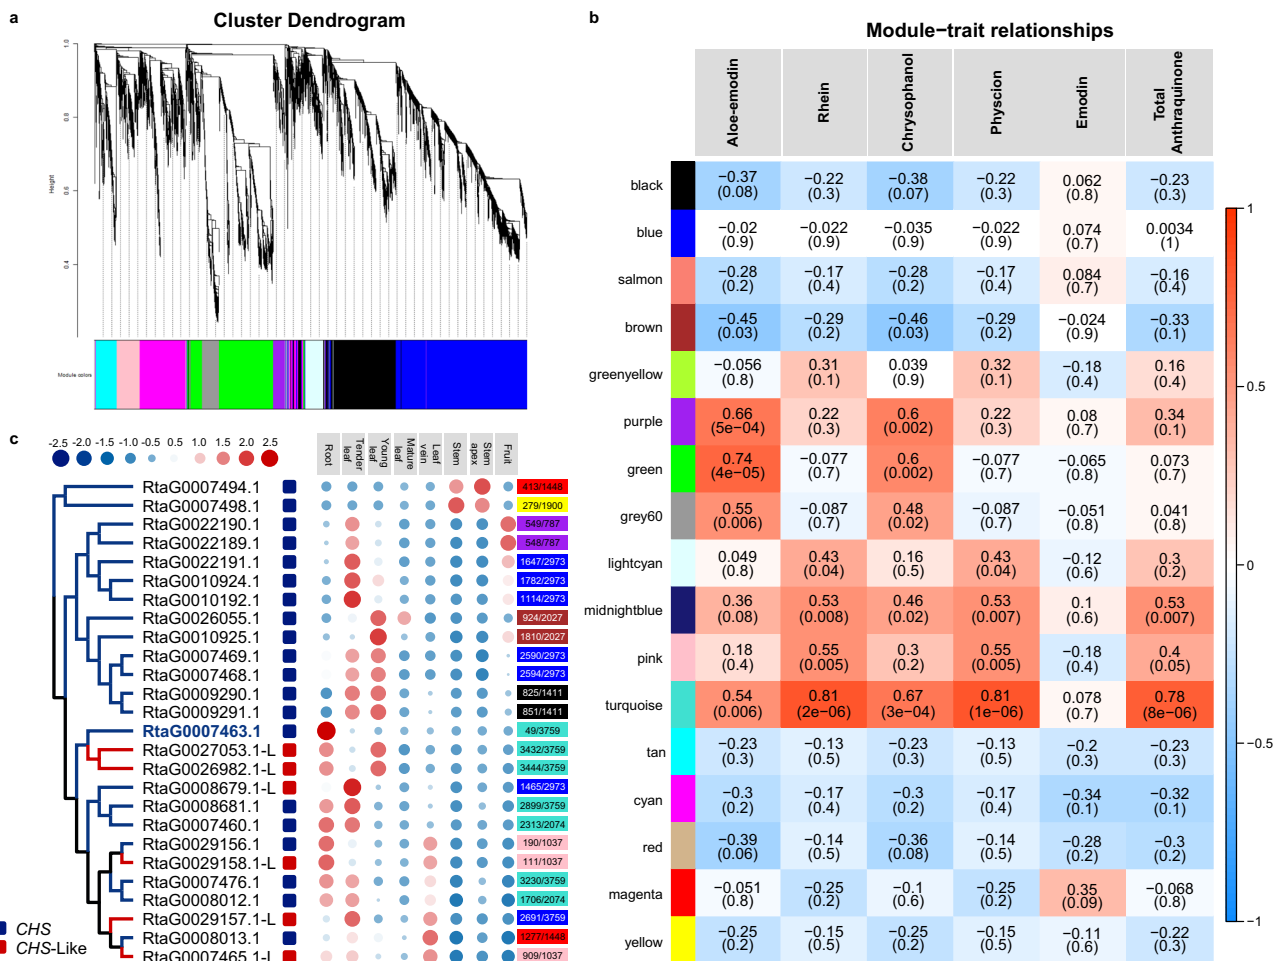 a
Cluster Dendrogram
Height
1.0
0.8
0.6
0.4
Module colors
b
Module−trait relationships
Aloe-emodin
Rhein
Chrysophanol
Physcion
Emodin
Total
Anthraquinone
black
−0.37 −0.22 −0.38 −0.22 0.062 −0.23
(0.08) (0.3) (0.07) (0.3) (0.8) (0.3)
blue
−0.02 −0.022 −0.035 −0.022 0.074 0.0034
(0.9) (0.9) (0.9) (0.9) (0.7) (1)
salmon
−0.28 −0.17 −0.28 −0.17 0.084 −0.16
(0.2) (0.4) (0.2) (0.4) (0.7) (0.4)
brown
−0.45 −0.29 −0.46 −0.29 −0.024 −0.33
(0.03) (0.2) (0.03) (0.2) (0.9) (0.1)
greenyellow
−0.056 0.31 0.039 0.32 −0.18 0.16
(0.8) (0.1) (0.9) (0.1) (0.4) (0.4)
purple
0.66 0.22 0.6 0.22 0.08 0.34
(5e−04) (0.3) (0.002) (0.3) (0.7) (0.1)
green
0.74 −0.077 0.6 −0.077 −0.065 0.073
(4e−05) (0.7) (0.002) (0.7) (0.8) (0.7)
grey60
0.55 −0.087 0.48 −0.087 −0.051 0.041
(0.006) (0.7) (0.02) (0.7) (0.8) (0.8)
lightcyan
0.049 0.43 0.16 0.43 −0.12 0.3
(0.8) (0.04) (0.5) (0.04) (0.6) (0.2)
midnightblue
0.36 0.53 0.46 0.53 0.1 0.53
(0.08) (0.008) (0.02) (0.007) (0.6) (0.007)
pink
0.18 0.55 0.3 0.55 −0.18 0.4
(0.4) (0.005) (0.2) (0.005) (0.4) (0.05)
turquoise
0.54 0.81 0.67 0.81 0.078 0.78
(0.006) (2e−06) (3e−04) (1e−06) (0.7) (8e−06)
tan
−0.23 −0.13 −0.23 −0.13 −0.2 −0.23
(0.3) (0.5) (0.3) (0.5) (0.3) (0.3)
cyan
−0.3 −0.17 −0.3 −0.17 −0.34 −0.32
(0.2) (0.4) (0.2) (0.4) (0.1) (0.1)
red
−0.39 −0.14 −0.36 −0.14 −0.28 −0.3
(0.06) (0.5) (0.08) (0.5) (0.2) (0.2)
magenta
−0.051 −0.25 −0.1 −0.25 0.35 −0.068
(0.8) (0.2) (0.6) (0.2) (0.09) (0.8)
yellow
−0.25 −0.15 −0.25 −0.15 −0.11 −0.22
(0.2) (0.5) (0.2) (0.5) (0.6) (0.3)
1
0.5
0
−0.5
−1
c
-2.5 -2.0 -1.5 -1.0 -0.5 0.5 1.0 1.5 2.0 2.5
Root
Tender
leaf
Young
leaf
Mature
leaf
Leaf
vein
Stem
Stem
apex
Fruit
RtaG0007494.1 413/1448
RtaG0007498.1 279/1900
RtaG0022190.1 549/787
RtaG0022189.1 548/787
RtaG0022191.1 1647/2973
RtaG0010924.1 1782/2973
RtaG0010192.1 1114/2973
RtaG0026055.1 924/2027
RtaG0010925.1 1810/2027
RtaG0007469.1 2590/2973
RtaG0007468.1 2594/2973
RtaG0009290.1 825/1411
RtaG0009291.1 851/1411
RtaG0007463.1 49/3759
RtaG0027053.1-L 3432/3759
RtaG0026982.1-L 3444/3759
RtaG0008679.1-L 1465/2973
RtaG0008681.1 2899/3759
RtaG0007460.1 2313/2074
RtaG0029156.1 190/1037
RtaG0029158.1-L 111/1037
RtaG0007476.1 3230/3759
RtaG0008012.1 1706/2074
RtaG0029157.1-L 2691/3759
RtaG0008013.1 1277/1448
RtaG0007465.1-L 909/1037
CHS
CHS-Like